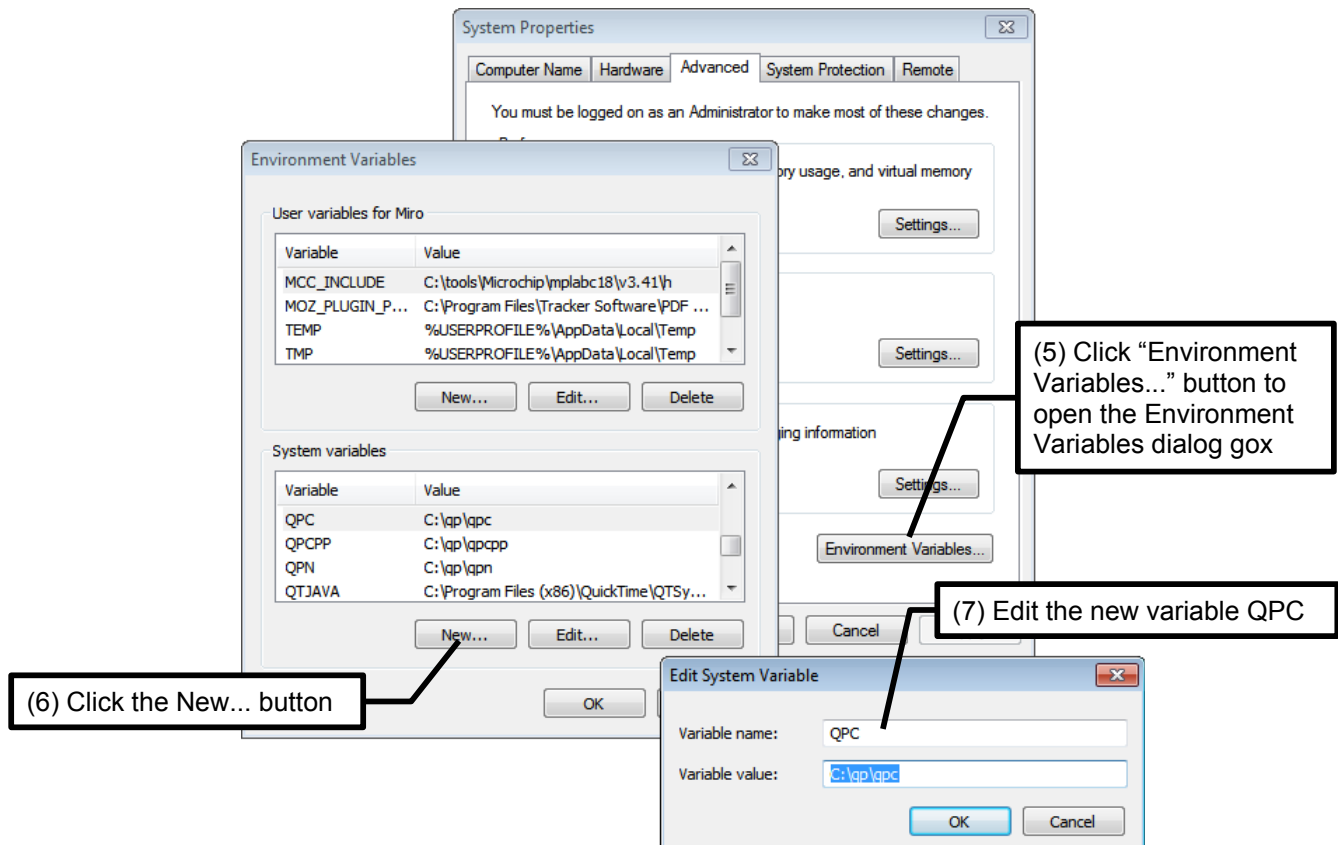 System Properties
Computer Name Hardware Advanced System Protection Remote
You must be logged on as an Administrator to make most of these changes.
ory usage, and virtual memory
Settings...
Settings...
ging information
Settings...
Environment Variables...
Cancel
Environment Variables
User variables for Miro
Variable Value
MCC_INCLUDE C:\tools\Microchip\mplabc18\v3.41\h
MOZ_PLUGIN_P... C:\Program Files\Tracker Software\PDF ...
TEMP %USERPROFILE%\AppData\Local\Temp
TMP %USERPROFILE%\AppData\Local\Temp
New... Edit... Delete
System variables
Variable Value
QPC C:\qp\qpc
QPCPP C:\qp\qpcpp
QPN C:\qp\qpn
QTJAVA C:\Program Files (x86)\QuickTime\QTSy...
New... Edit... Delete
OK
(5) Click “Environment
Variables...” button to
open the Environment
Variables dialog gox
(6) Click the New... button
(7) Edit the new variable QPC
Edit System Variable
Variable name: QPC
Variable value: C:\qp\qpc
OK Cancel